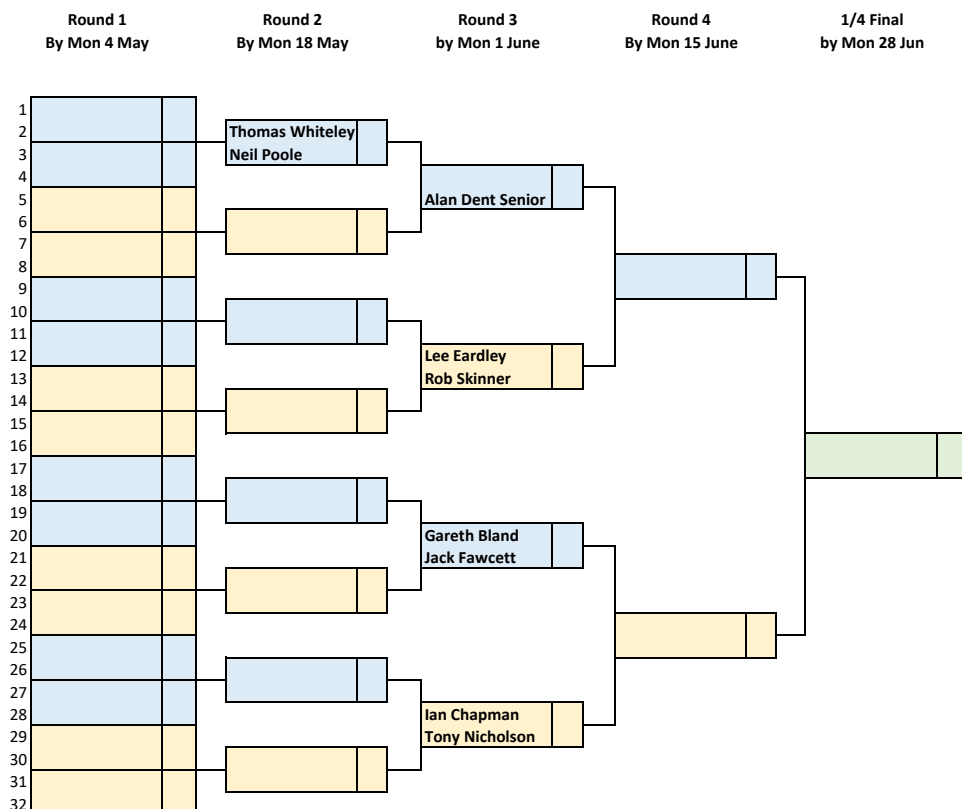 Round 1
By Mon 4 May
Round 2
By Mon 18 May
Round 3
by Mon 1 June
Round 4
By Mon 15 June
1/4 Final
by Mon 28 Jun
1
2
3
4
5
6
7
8
9
10
11
12
13
14
15
16
17
18
19
20
21
22
23
24
25
26
27
28
29
30
31
32
Thomas Whiteley
Neil Poole
Alan Dent Senior
Lee Eardley
Rob Skinner
Gareth Bland
Jack Fawcett
Ian Chapman
Tony Nicholson